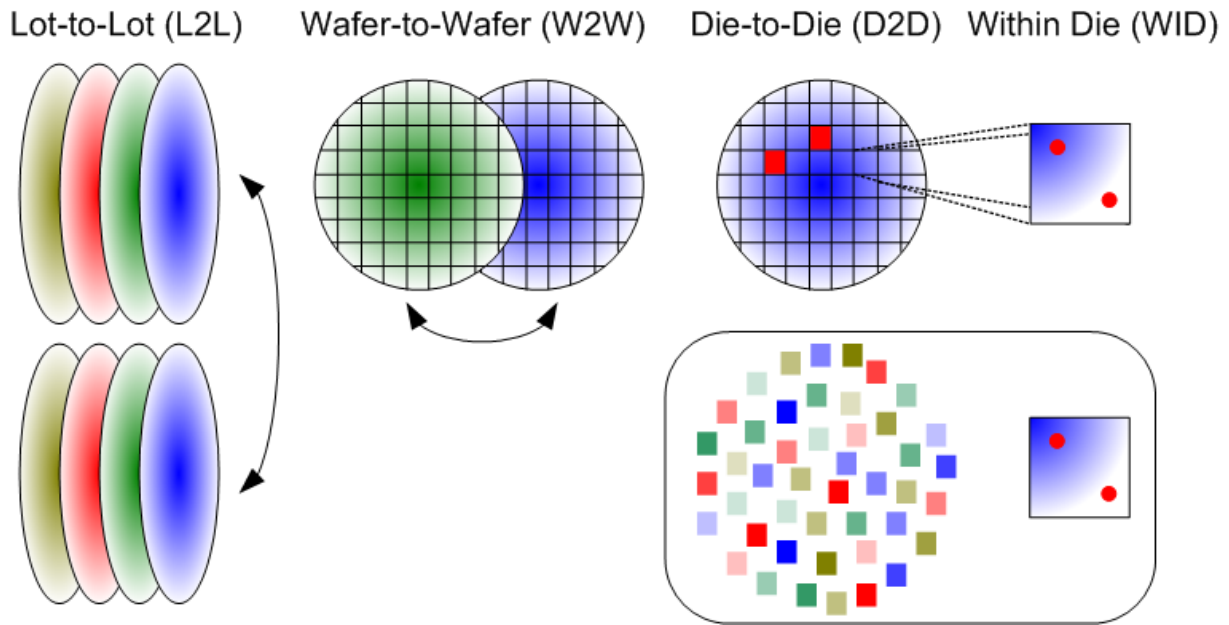 Lot-to-Lot (L2L)
Wafer-to-Wafer (W2W)
Die-to-Die (D2D)
Within Die (WID)